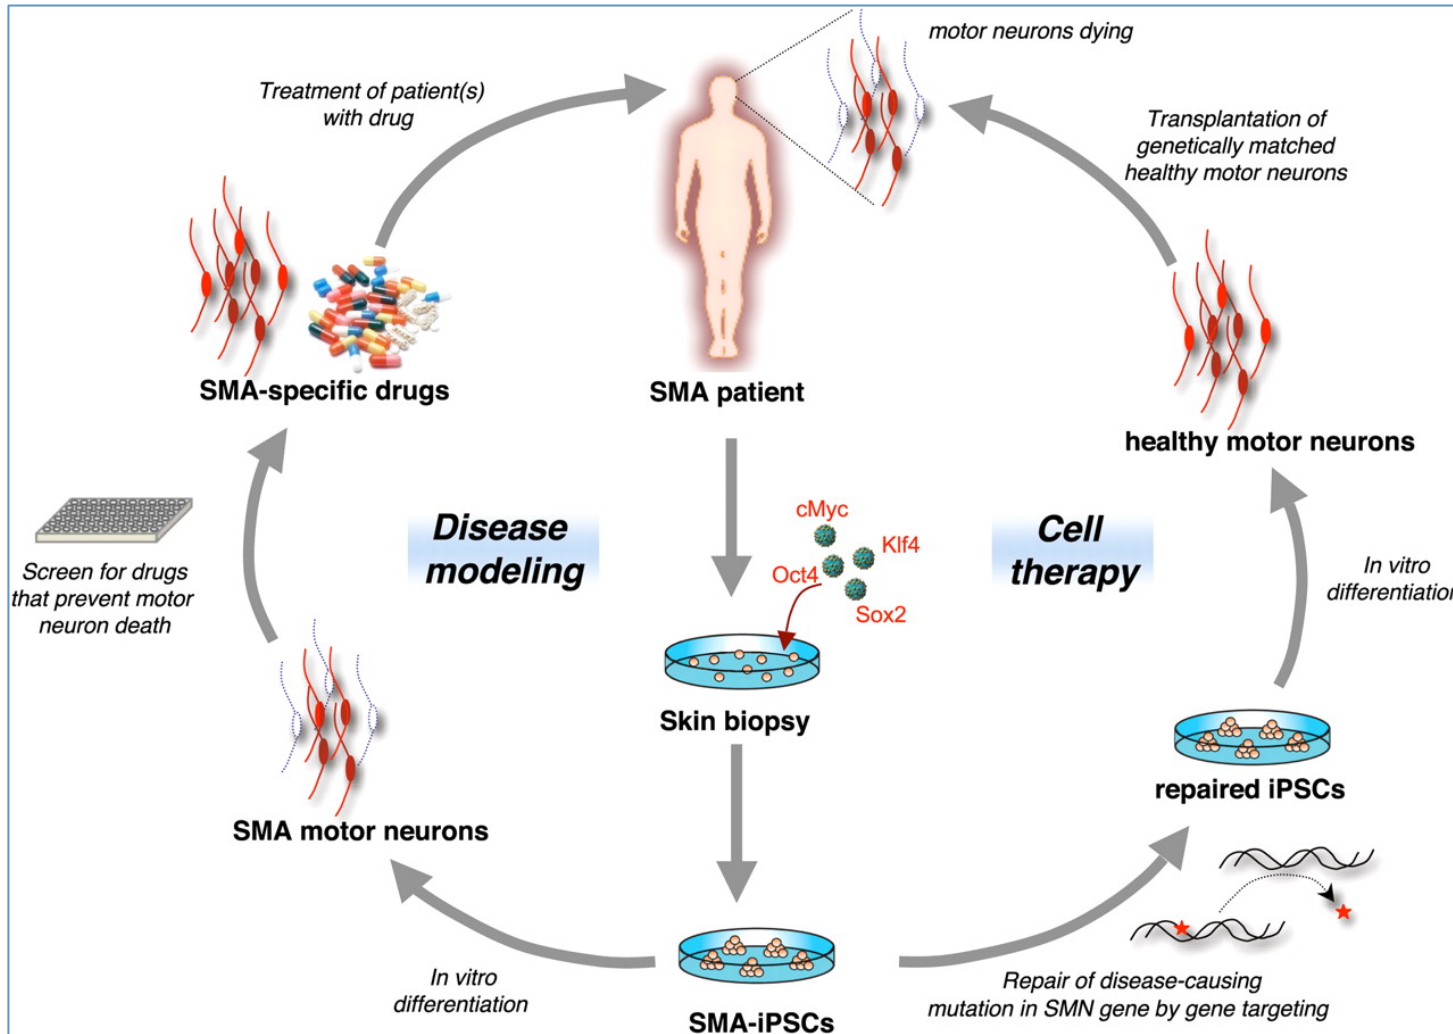 motor neurons dying
Treatment of patient(s)
with drug
Transplantation of
genetically matched
healthy motor neurons
SMA-specific drugs
SMA patient
healthy motor neurons
Disease
modeling
cMyc
Klf4
Oct4
Sox2
Cell
therapy
Screen for drugs
that prevent motor
neuron death
In vitro
differentiation
Skin biopsy
SMA motor neurons
repaired iPSCs
In vitro
differentiation
SMA-iPSCs
Repair of disease-causing
mutation in SMN gene by gene targeting